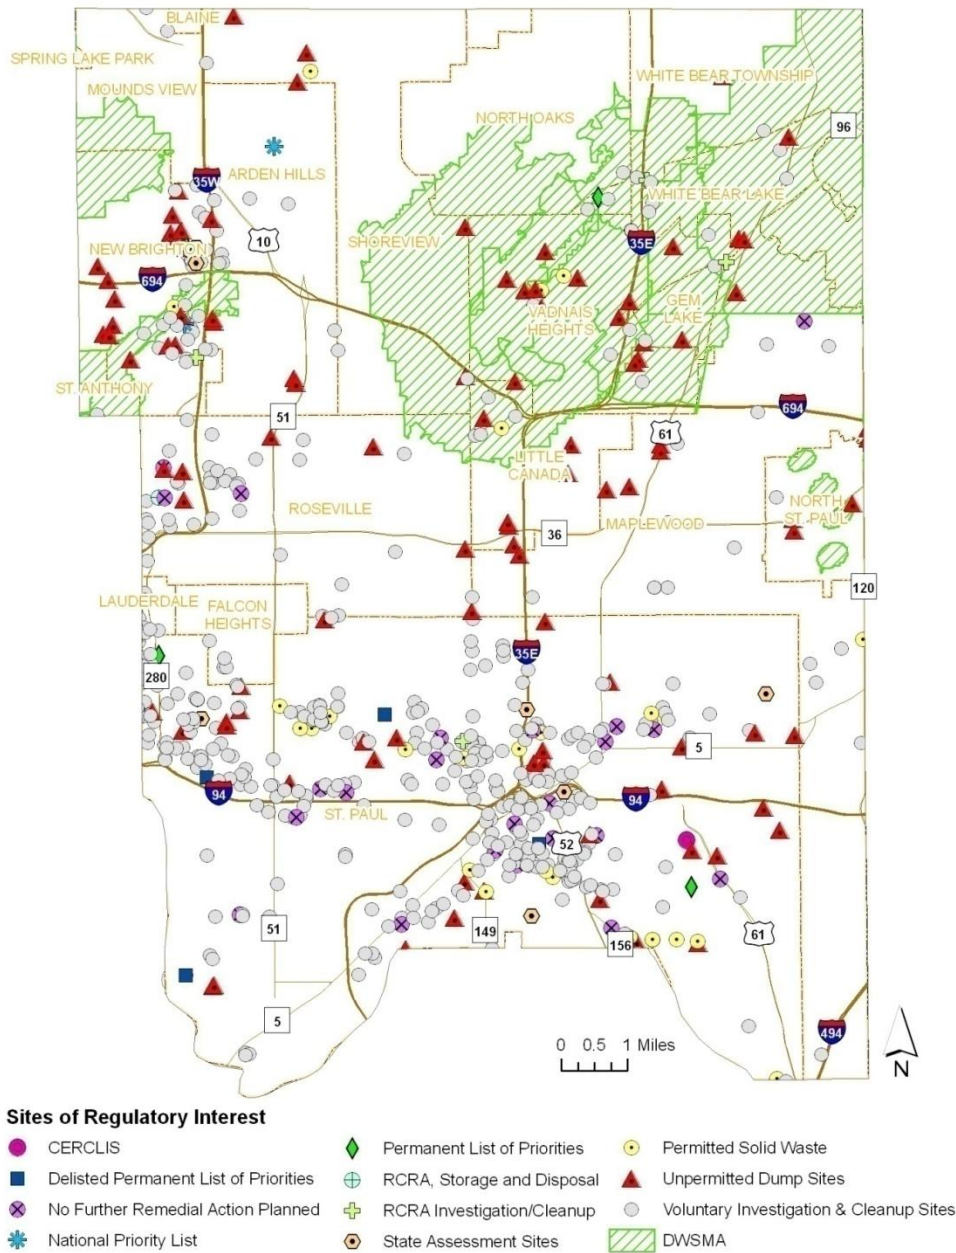 BLAINE
SPRING LAKE PARK
MOUNDS VIEW
WHITE BEAR TOWNSHIP
NORTH OAKS
96
35W
ARDEN HILLS
WHITE BEAR LAKE
10
SHOREVIEW
35E
NEW BRIGHTON
694
GEM
LAKE
VADNAIS
HEIGHTS
ST. ANTHONY
51
694
61
LITTLE
CANADA
NORTH
ST. PAUL
ROSEVILLE
36
MAPLEWOOD
120
LAUDERDALE
FALCON
HEIGHTS
35E
280
5
94
94
ST. PAUL
52
51
149
156
61
5
494
0 0.5 1 Miles
N
Sites of Regulatory Interest
CERCLIS
Permanent List of Priorities
Permitted Solid Waste
Delisted Permanent List of Priorities
RCRA, Storage and Disposal
Unpermitted Dump Sites
No Further Remedial Action Planned
RCRA Investigation/Cleanup
Voluntary Investigation & Cleanup Sites
National Priority List
State Assessment Sites
DWSMA